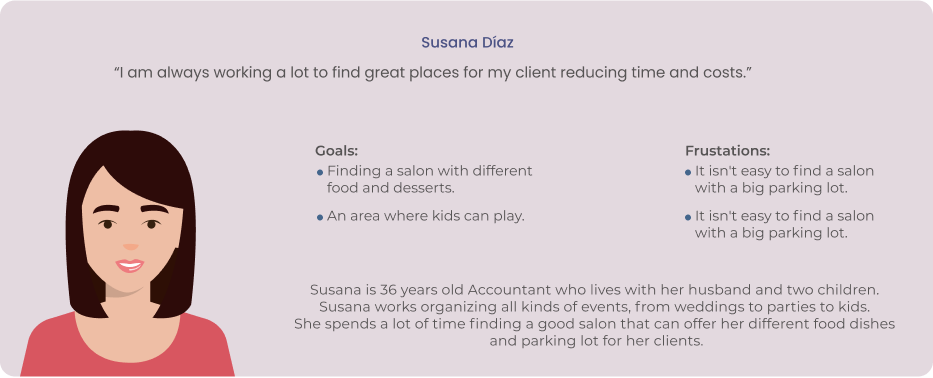 Susana Díaz
“I am always working a lot to find great places for my client reducing time and costs.”
Goals:
Finding a salon with different
food and desserts.
An area where kids can play.
Frustations:
It isn't easy to find a salon
with a big parking lot.
It isn't easy to find a salon
with a big parking lot.
Susana is 36 years old Accountant who lives with her husband and two children.
Susana works organizing all kinds of events, from weddings to parties to kids.
She spends a lot of time finding a good salon that can offer her different food dishes
and parking lot for her clients.